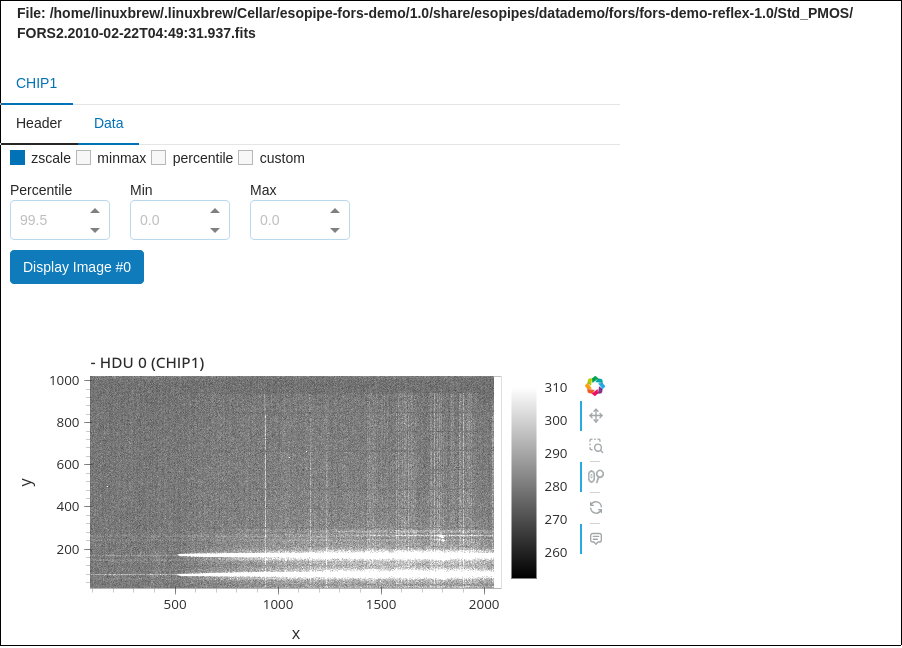 File: /home/linuxbrew/.linuxbrew/Cellar/esopipe-fors-demo/1.0/share/esopipes/datademo/fors/fors-demo-reflex-1.0/Std_PMOS/
FORS2.2010-02-22T04:49:31.937.fits
CHIP1
Header Data
zscale minmax percentile custom
Percentile Min Max
99.5 0.0 0.0
Display Image #0
- HDU 0 (CHIP1)
1000
800
600
400
200
y
500 1000 1500 2000
x
310
300
290
280
270
260